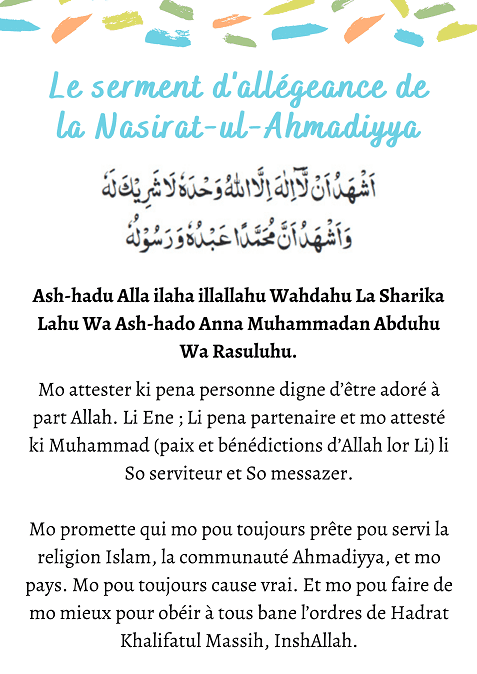 Le serment d'allégeance de
la Nasirat-ul-Ahmadiyya
اَشْهَدُ اَنْ لَّآ اِلٰهَ اِلَّا اللّٰهُ وَحْدَهٗ لَا شَرِيْكَ لَهٗ
وَ اَشْهَدُ اَنَّ مُحَمَّدًا عَبْدُهٗ وَ رَسُوْلُهٗ
Ash-hadu Alla ilaha illallahu Wahdahu La Sharika
Lahu Wa Ash-hado Anna Muhammadan Abduhu
Wa Rasuluhu.
Mo attester ki pena personne digne d'être adoré à
part Allah. Li Ene ; Li pena partenaire et mo attesté
ki Muhammad (paix et bénédictions d'Allah lor Li) li
So serviteur et So messazer.
Mo promette qui mo pou toujours prête pou servi la
religion Islam, la communauté Ahmadiyya, et mo
pays. Mo pou toujours cause vrai. Et mo pou faire de
mo mieux pour obéir à tous bane l'ordres de Hadrat
Khalifatul Massih, InshAllah.